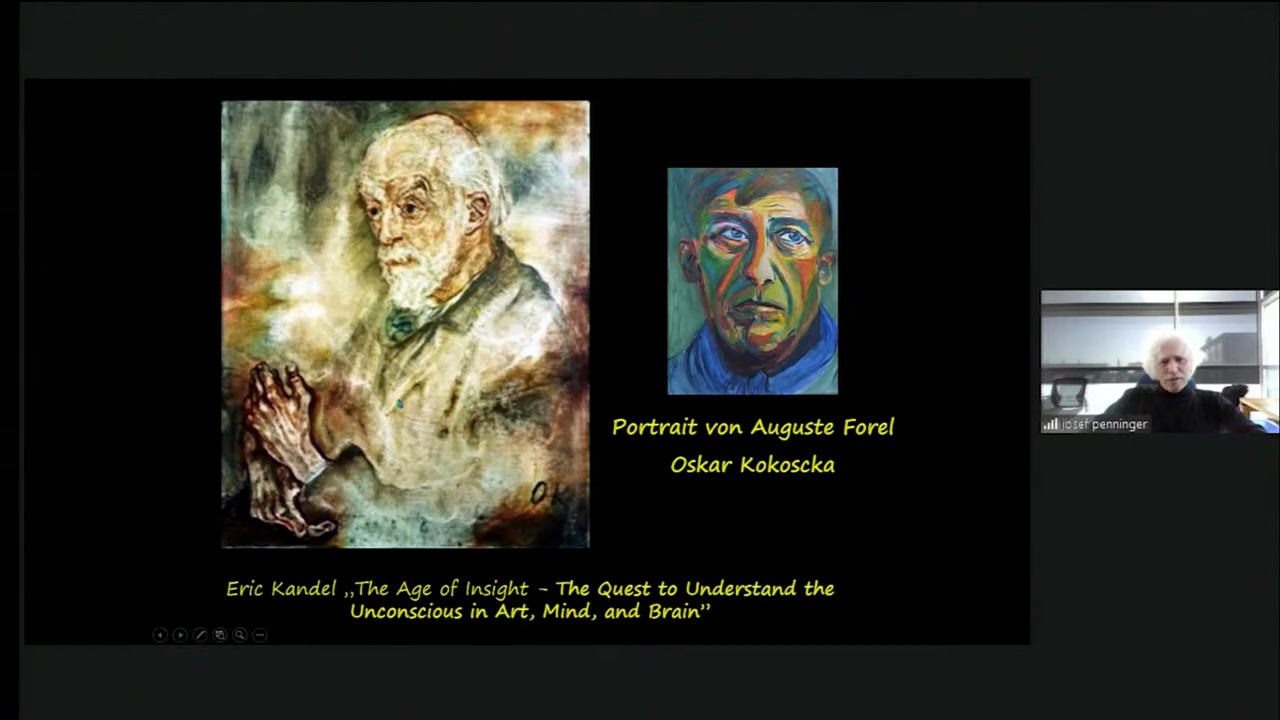 OK
Portrait von Auguste Forel
Oskar Kokoscka
Eric Kandel „The Age of Insight - The Quest to Understand the
Unconscious in Art, Mind, and Brain”
josef penninger